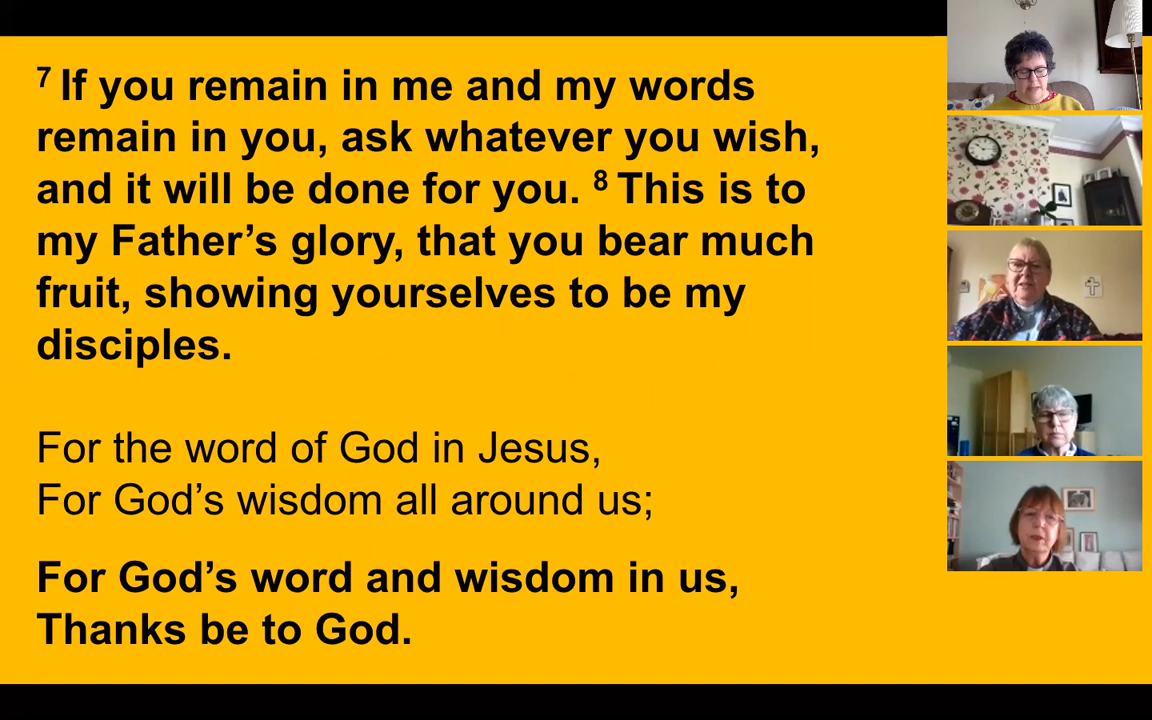 7 If you remain in me and my words
remain in you, ask whatever you wish,
and it will be done for you. 8 This is to
my Father’s glory, that you bear much
fruit, showing yourselves to be my
disciples.
For the word of God in Jesus,
For God’s wisdom all around us;
For God’s word and wisdom in us,
Thanks be to God.